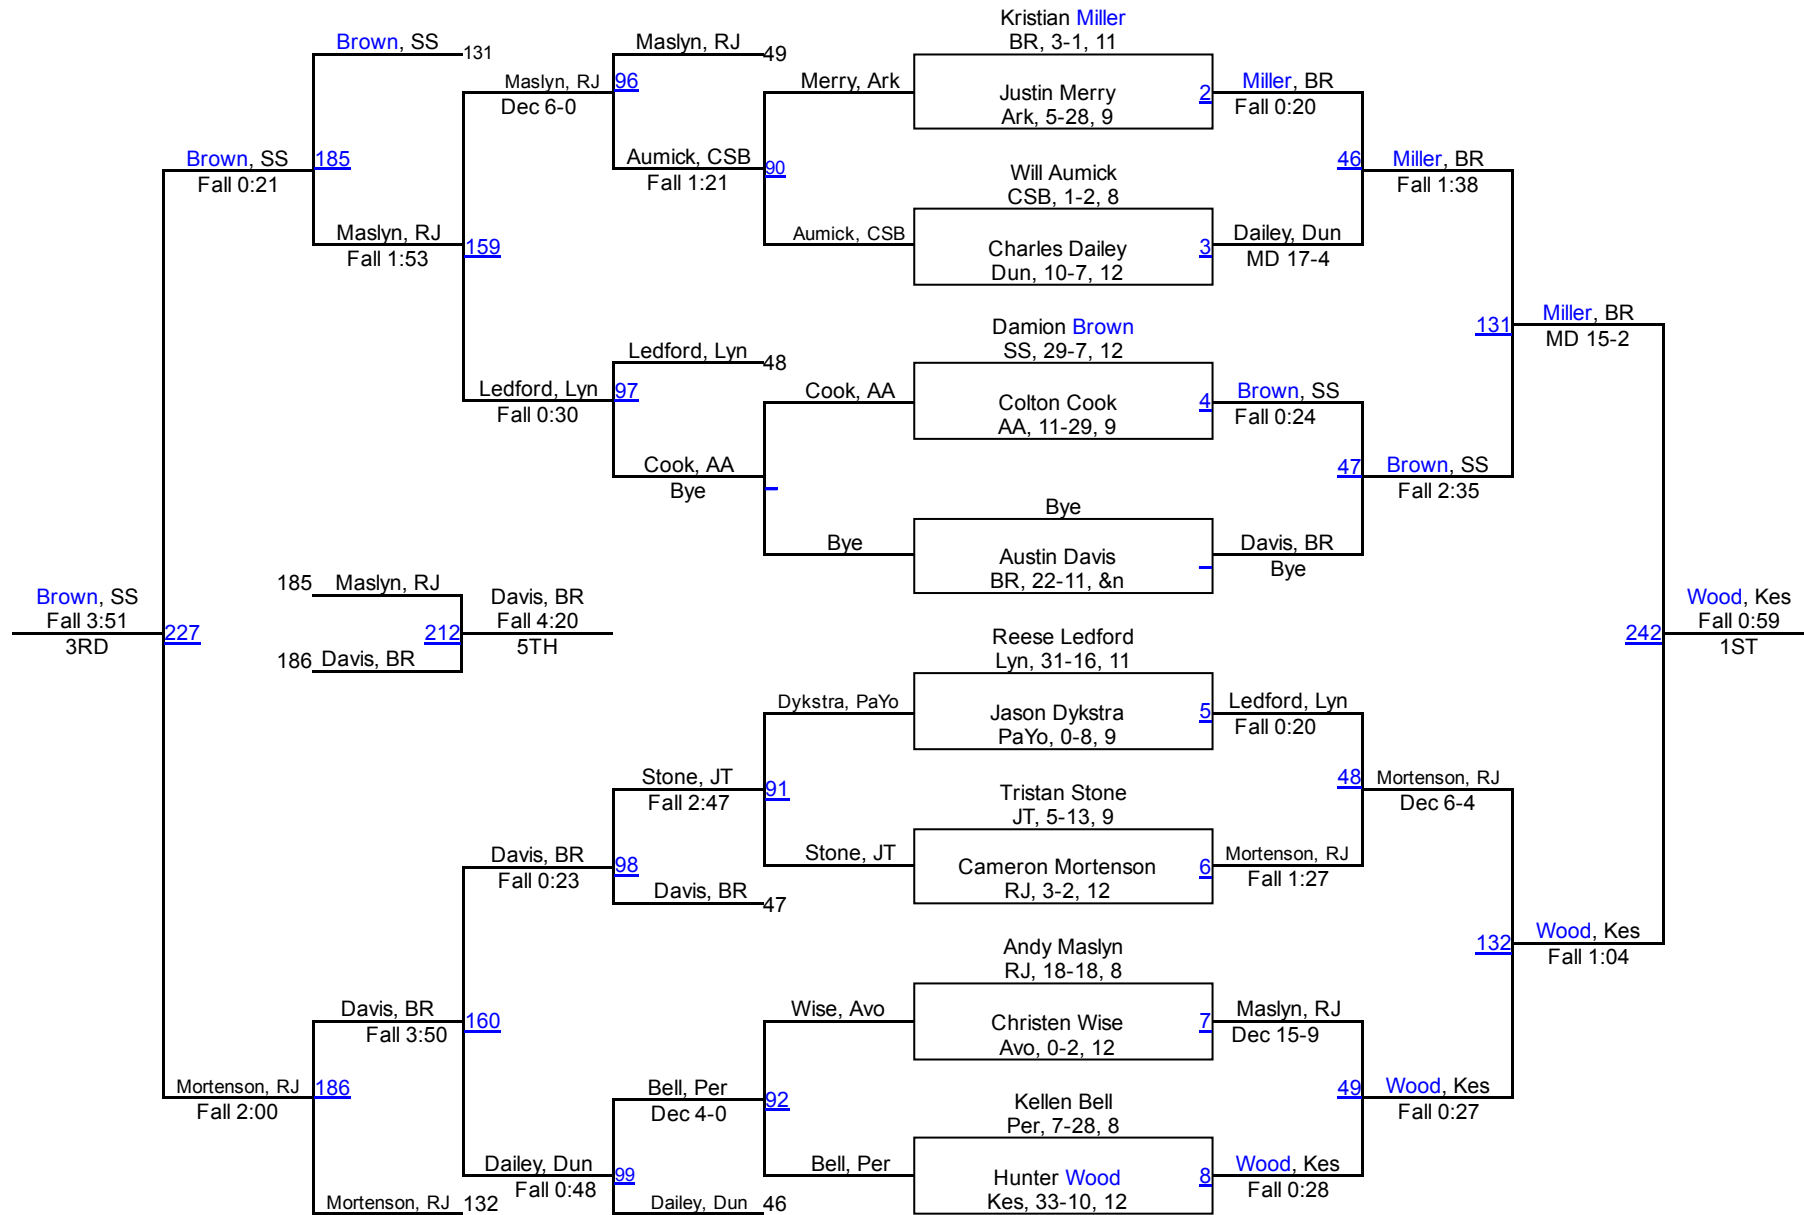 Kristian Miller
BR, 3-1, 11
Brown, SS
131
Maslyn, RJ
49
Maslyn, RJ
96
Merry, Ark
Justin Merry
2
Miller, BR
Dec 6-0
Ark, 5-28, 9
Fall 0:20
Brown, SS
185
Aumick, CSB
90
Will Aumick
46
Miller, BR
Fall 0:21
Fall 1:21
CSB, 1-2, 8
Fall 1:38
Maslyn, RJ
159
Aumick, CSB
Charles Dailey
3
Dailey, Dun
Fall 1:53
Dun, 10-7, 12
MD 17-4
Damion Brown
131
Miller, BR
Ledford, Lyn
48
SS, 29-7, 12
MD 15-2
Ledford, Lyn
97
Cook, AA
Colton Cook
4
Brown, SS
Fall 0:30
AA, 11-29, 9
Fall 0:24
Cook, AA
47
Brown, SS
Bye
Fall 2:35
Bye
Bye
Austin Davis
Davis, BR
BR, 22-11, &n
Bye
185
Maslyn, RJ
Davis, BR
Brown, SS
Fall 4:20
Wood, Kes
Fall 3:51
227
212
5TH
242
Fall 0:59
3RD
1ST
186
Davis, BR
Reese Ledford
Lyn, 31-16, 11
Dykstra, PaYo
Jason Dykstra
5
Ledford, Lyn
PaYo, 0-8, 9
Fall 0:20
Stone, JT
91
Tristan Stone
48
Mortenson, RJ
Fall 2:47
JT, 5-13, 9
Dec 6-4
Davis, BR
98
Stone, JT
Cameron Mortenson
6
Mortenson, RJ
Fall 0:23
RJ, 3-2, 12
Fall 1:27
Davis, BR
47
Andy Maslyn
132
Wood, Kes
RJ, 18-18, 8
Fall 1:04
Davis, BR
160
Wise, Avo
Christen Wise
7
Maslyn, RJ
Fall 3:50
Avo, 0-2, 12
Dec 15-9
Mortenson, RJ
186
Bell, Per
92
Kellen Bell
49
Wood, Kes
Fall 2:00
Dec 4-0
Per, 7-28, 8
Fall 0:27
Dailey, Dun
99
Bell, Per
Hunter Wood
8
Wood, Kes
Fall 0:48
Kes, 33-10, 12
Fall 0:28
Mortenson, RJ
132
Dailey, Dun
46